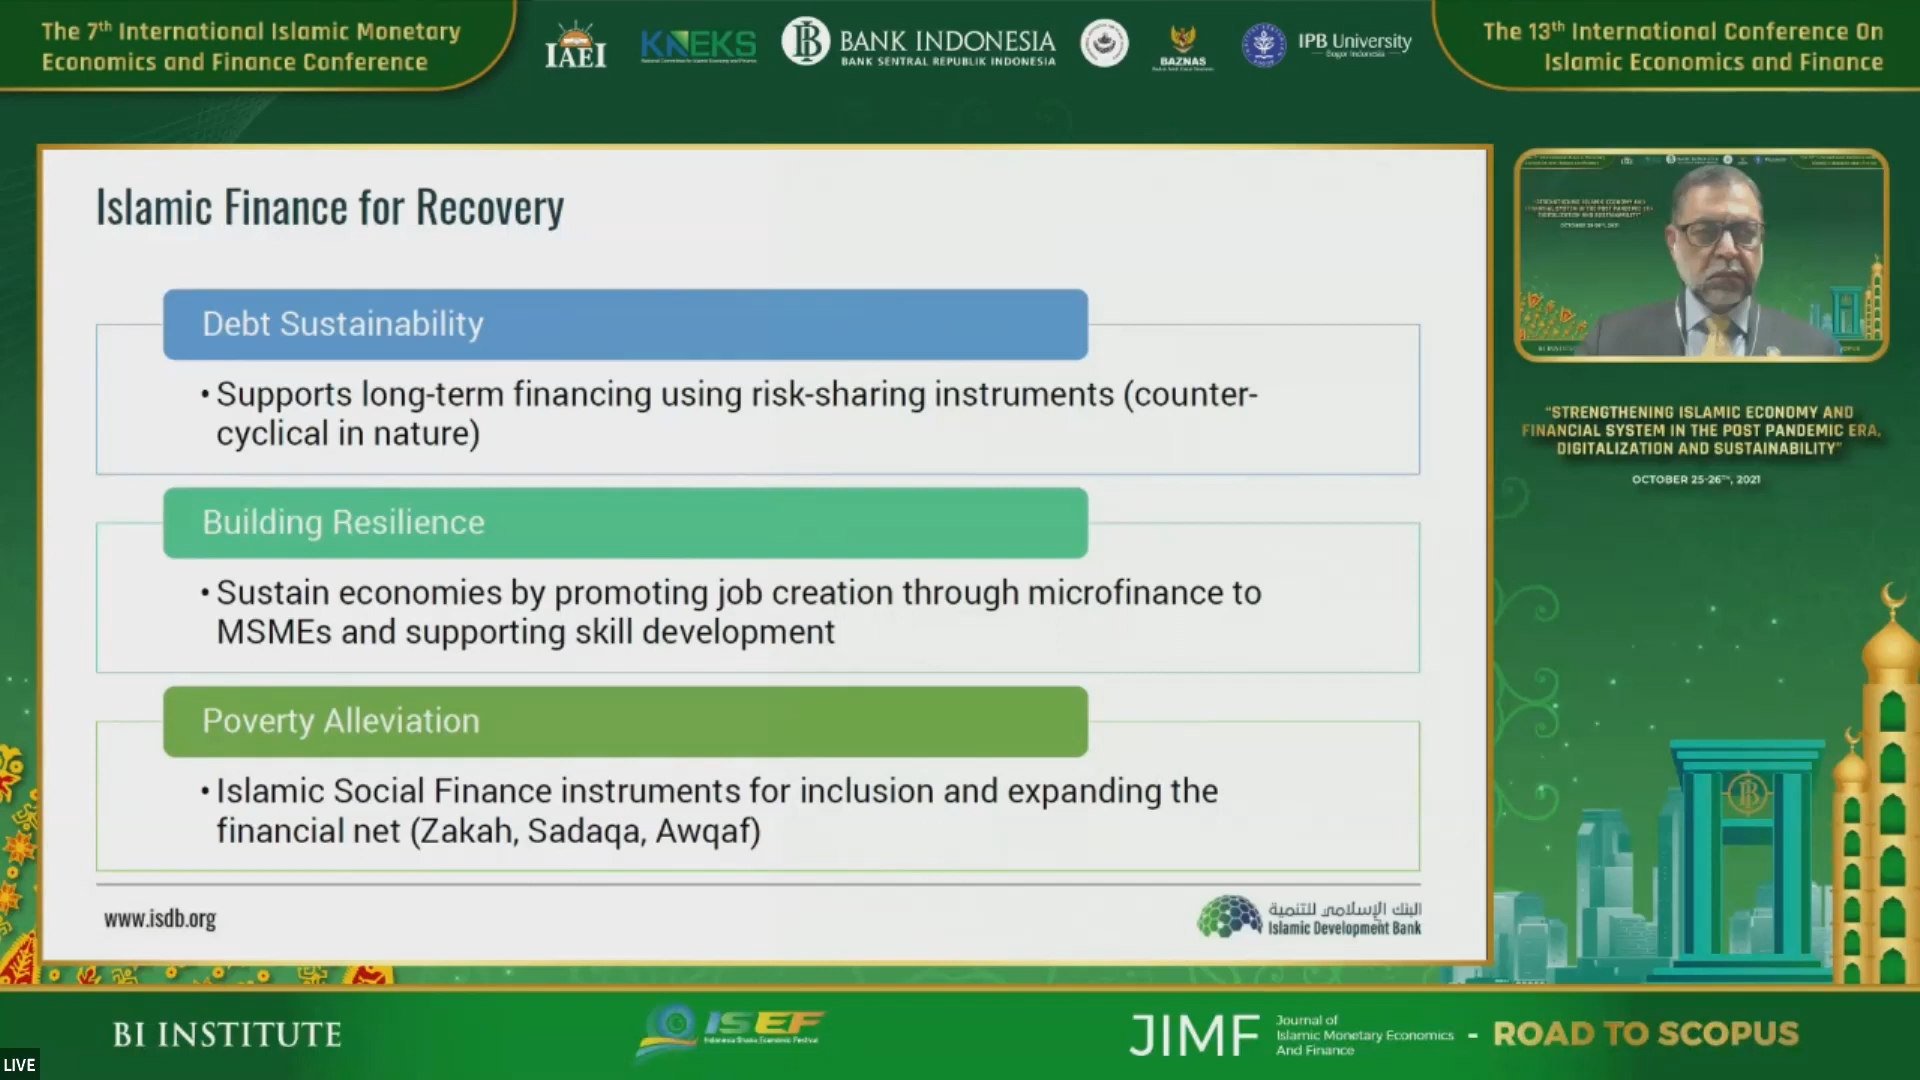 The 7th International Islamic Monetary
Economics and Finance Conference
IAEI
KNEKS
BANK INDONESIA
BANK SENTRAL REPUBLIK INDONESIA
BAZNAS
IPB University
Bogor Indonesia
The 13th International Conference On
Islamic Economics and Finance
Islamic Finance for Recovery
Debt Sustainability
• Supports long-term financing using risk-sharing instruments (counter-
cyclical in nature)
Building Resilience
• Sustain economies by promoting job creation through microfinance to
MSMEs and supporting skill development
Poverty Alleviation
• Islamic Social Finance instruments for inclusion and expanding the
financial net (Zakah, Sadaqa, Awqaf)
www.isdb.org
البنك الإسلامي للتنمية
Islamic Development Bank
"STRENGTHENING ISLAMIC ECONOMY AND
FINANCIAL SYSTEM IN THE POST PANDEMIC ERA,
DIGITALIZATION AND SUSTAINABILITY"
OCTOBER 25-26TH, 2021
BI INSTITUTE
ISEF
Indonesia Sharia Economic Festival
JIMF
Journal of
Islamic Monetary Economics
And Finance
- ROAD TO SCOPUS
LIVE